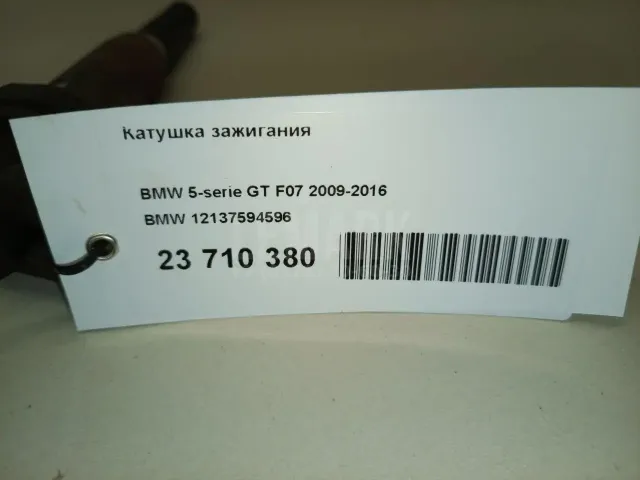 Катушка зажигания
BMW 5-serie GT F07 2009-2016
BMW 12137594596
23 710 380